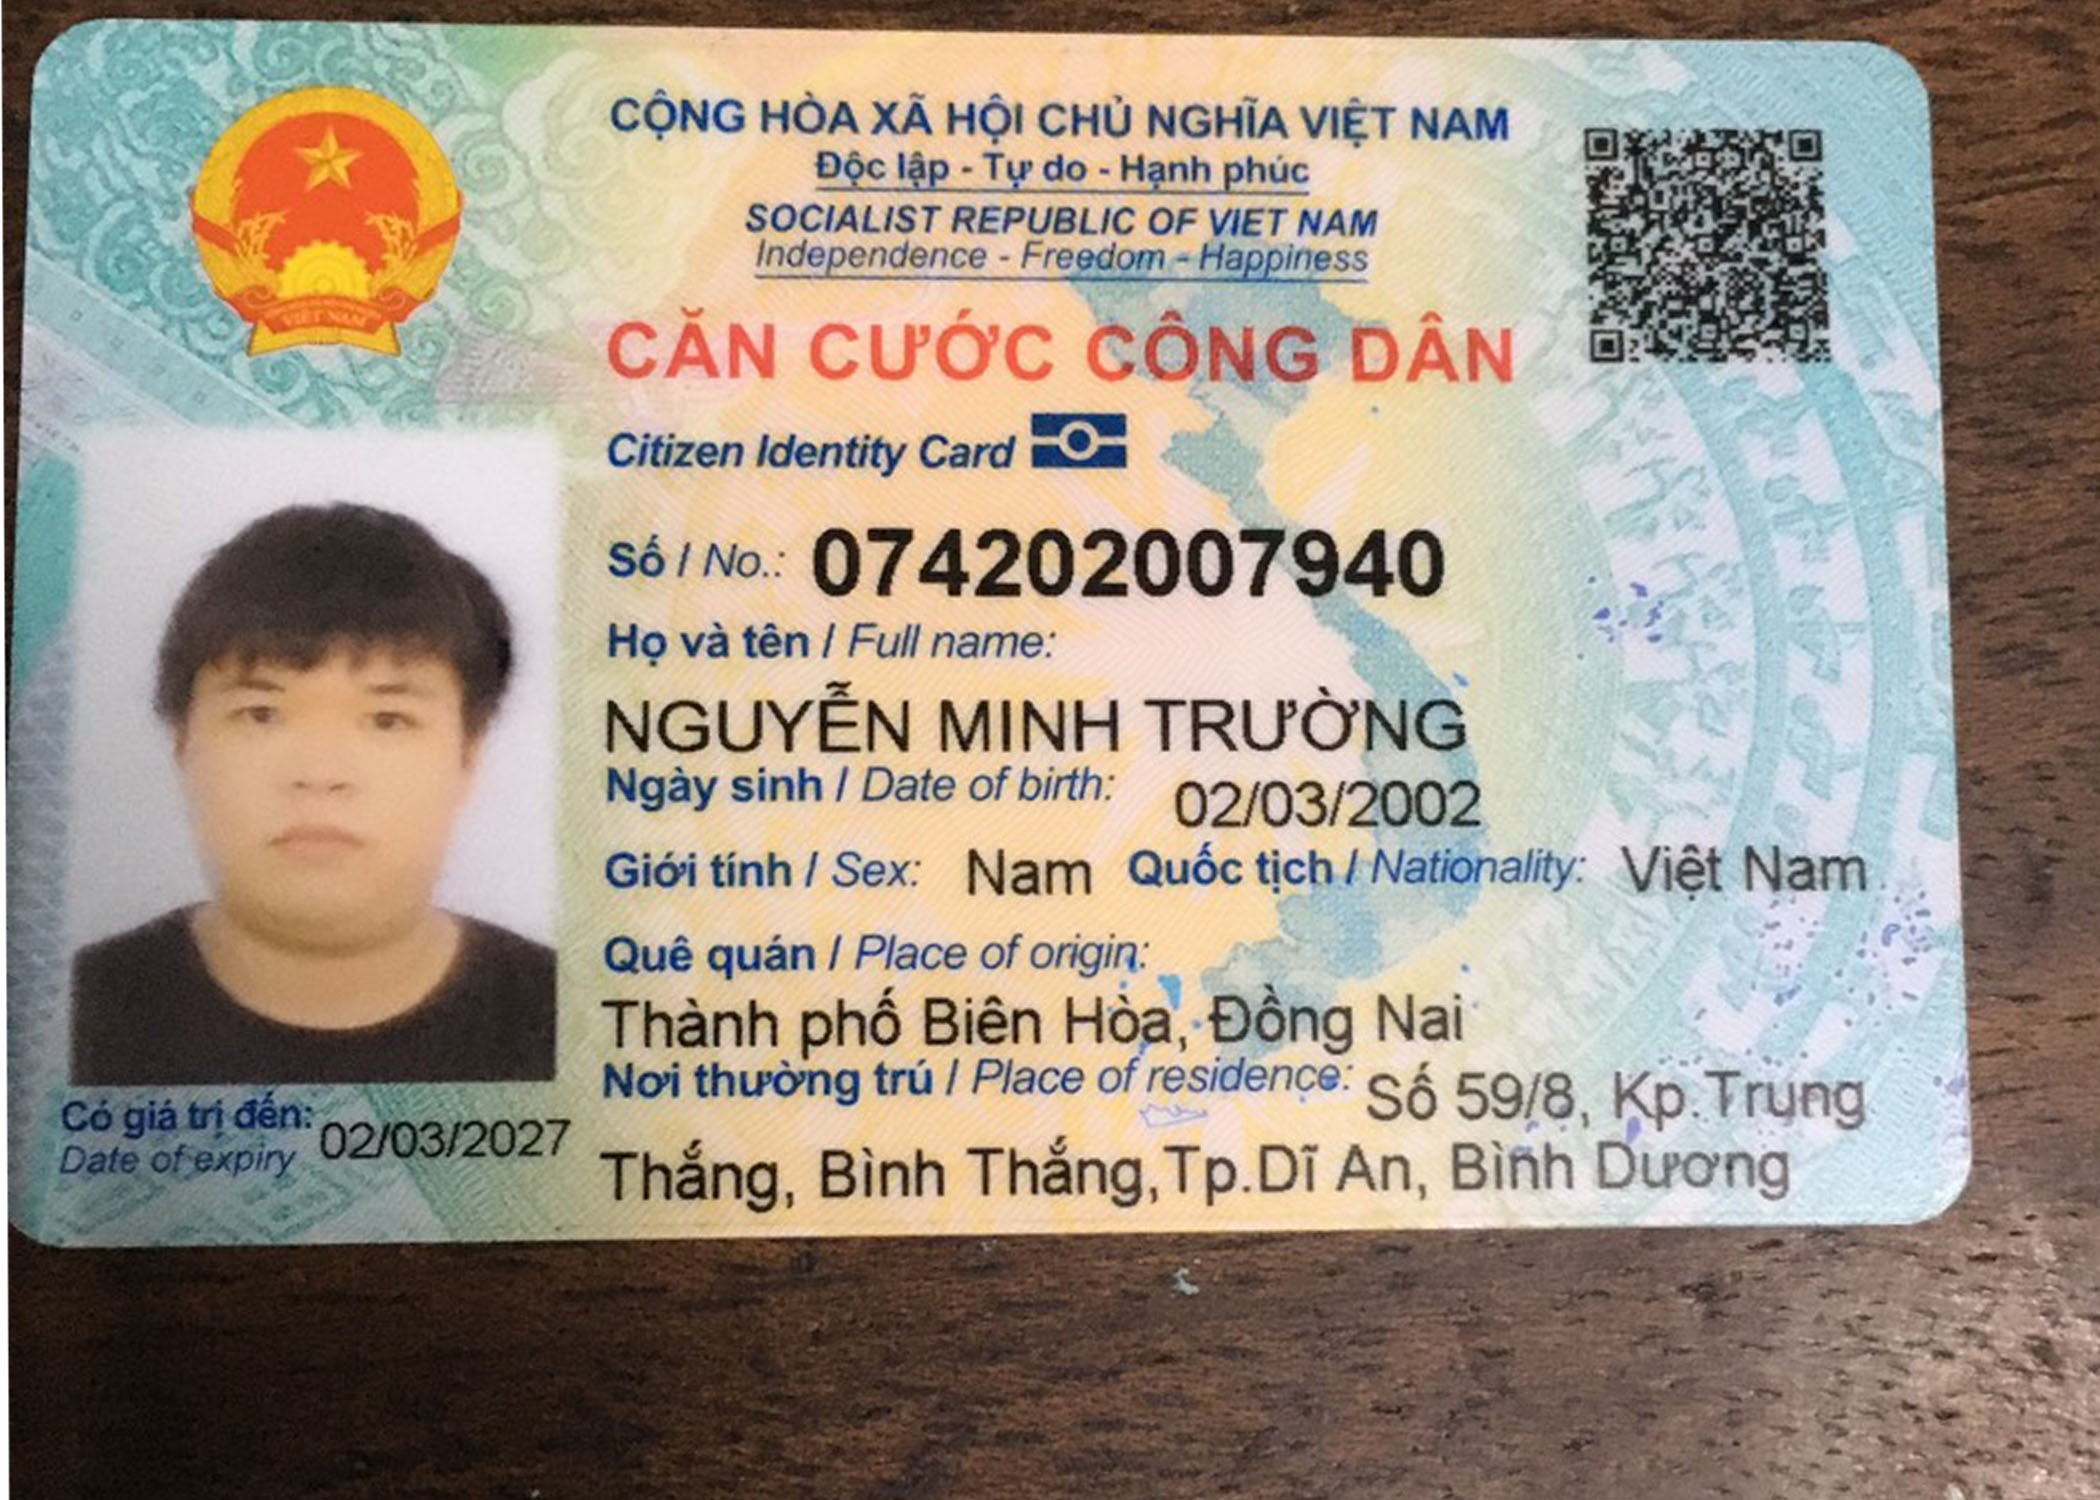 CỘNG HÒA XÃ HỘI CHỦ NGHĨA VIỆT NAM
Độc lập - Tự do - Hạnh phúc
SOCIALIST REPUBLIC OF VIET NAM
Independence - Freedom - Happiness
VIỆT NAM
CĂN CƯỚC CÔNG DÂN
Citizen Identity Card
Số / No.: 074202007940
Họ và tên / Full name:
NGUYỄN MINH TRƯỜNG
Ngày sinh / Date of birth: 02/03/2002
Giới tính / Sex: Nam Quốc tịch / Nationality: Việt Nam
Quê quán / Place of origin:
Thành phố Biên Hòa, Đồng Nai
Nơi thường trú / Place of residence: Số 59/8, Kp.Trung
Thắng, Bình Thắng,Tp.Dĩ An, Bình Dương
Có giá trị đến: 02/03/2027
Date of expiry